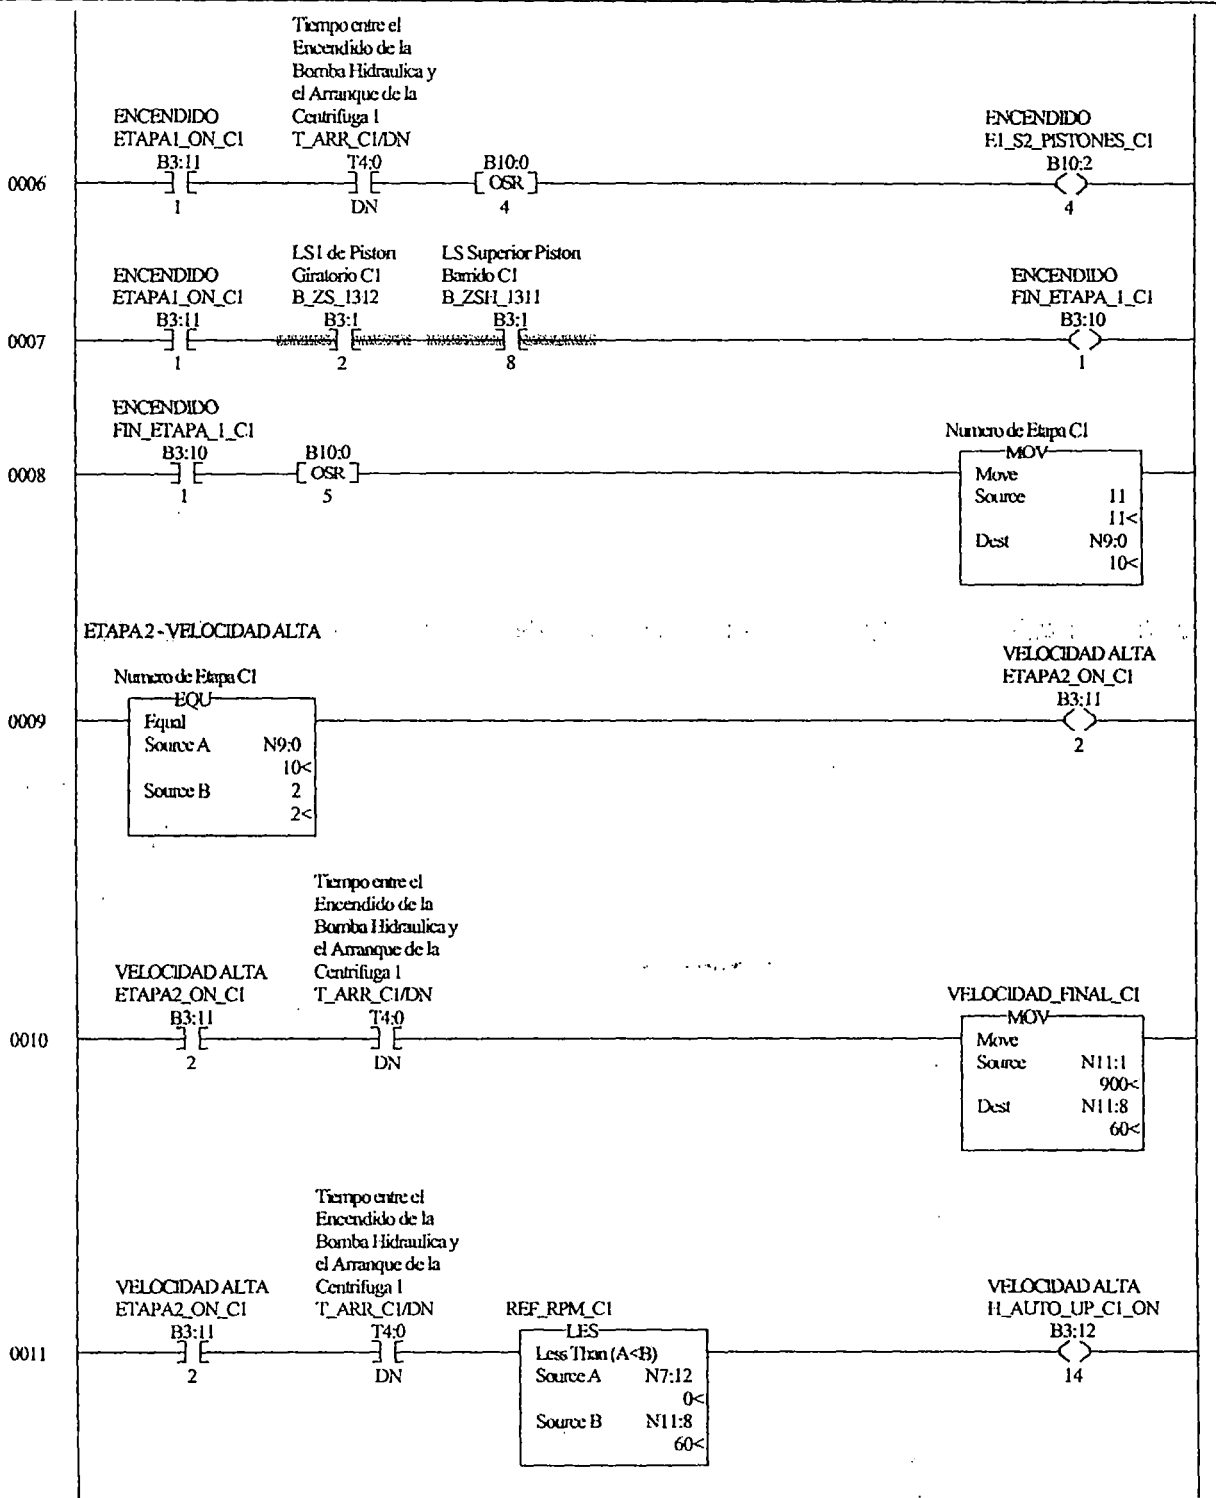 Tiempo entre el
Encendido de la
Bomba Hidraulica y
el Arranque de la
Centrifuga 1
T_ARR_C1/DN
ENCENDIDO
ETAPA1_ON_C1
ENCENDIDO
E1_S2_PISTONES_C1
B3:11
T4:0
B10:0
B10:2
0006
OSR
1
DN
4
4
LS1 de Piston
Giratorio C1
B_ZS_1312
LS Superior Piston
Barrido C1
B_ZSH_1311
ENCENDIDO
ETAPA1_ON_C1
ENCENDIDO
FIN_ETAPA_1_C1
B3:11
B3:1
B3:1
B3:10
0007
1
2
8
1
ENCENDIDO
FIN_ETAPA_1_C1
B3:10
B10:0
Numero de Etapa C1
0008
OSR
1
5
MOV
Move
Source 11
11<
Dest N9:0
10<
ETAPA 2 - VELOCIDAD ALTA
Numero de Etapa C1
VELOCIDAD ALTA
ETAPA2_ON_C1
B3:11
0009
EQU
Equal
Source A N9:0
10<
Source B 2
2<
2
Tiempo entre el
Encendido de la
Bomba Hidraulica y
el Arranque de la
Centrifuga 1
T_ARR_C1/DN
VELOCIDAD ALTA
ETAPA2_ON_C1
VELOCIDAD_FINAL_C1
B3:11
T4:0
0010
2
DN
MOV
Move
Source N11:1
900<
Dest N11:8
60<
Tiempo entre el
Encendido de la
Bomba Hidraulica y
el Arranque de la
Centrifuga 1
T_ARR_C1/DN
VELOCIDAD ALTA
ETAPA2_ON_C1
REF_RPM_C1
VELOCIDAD ALTA
H_AUTO_UP_C1_ON
B3:11
T4:0
B3:12
0011
2
DN
LES
Less Than (A<B)
Source A N7:12
0<
Source B N11:8
60<
14